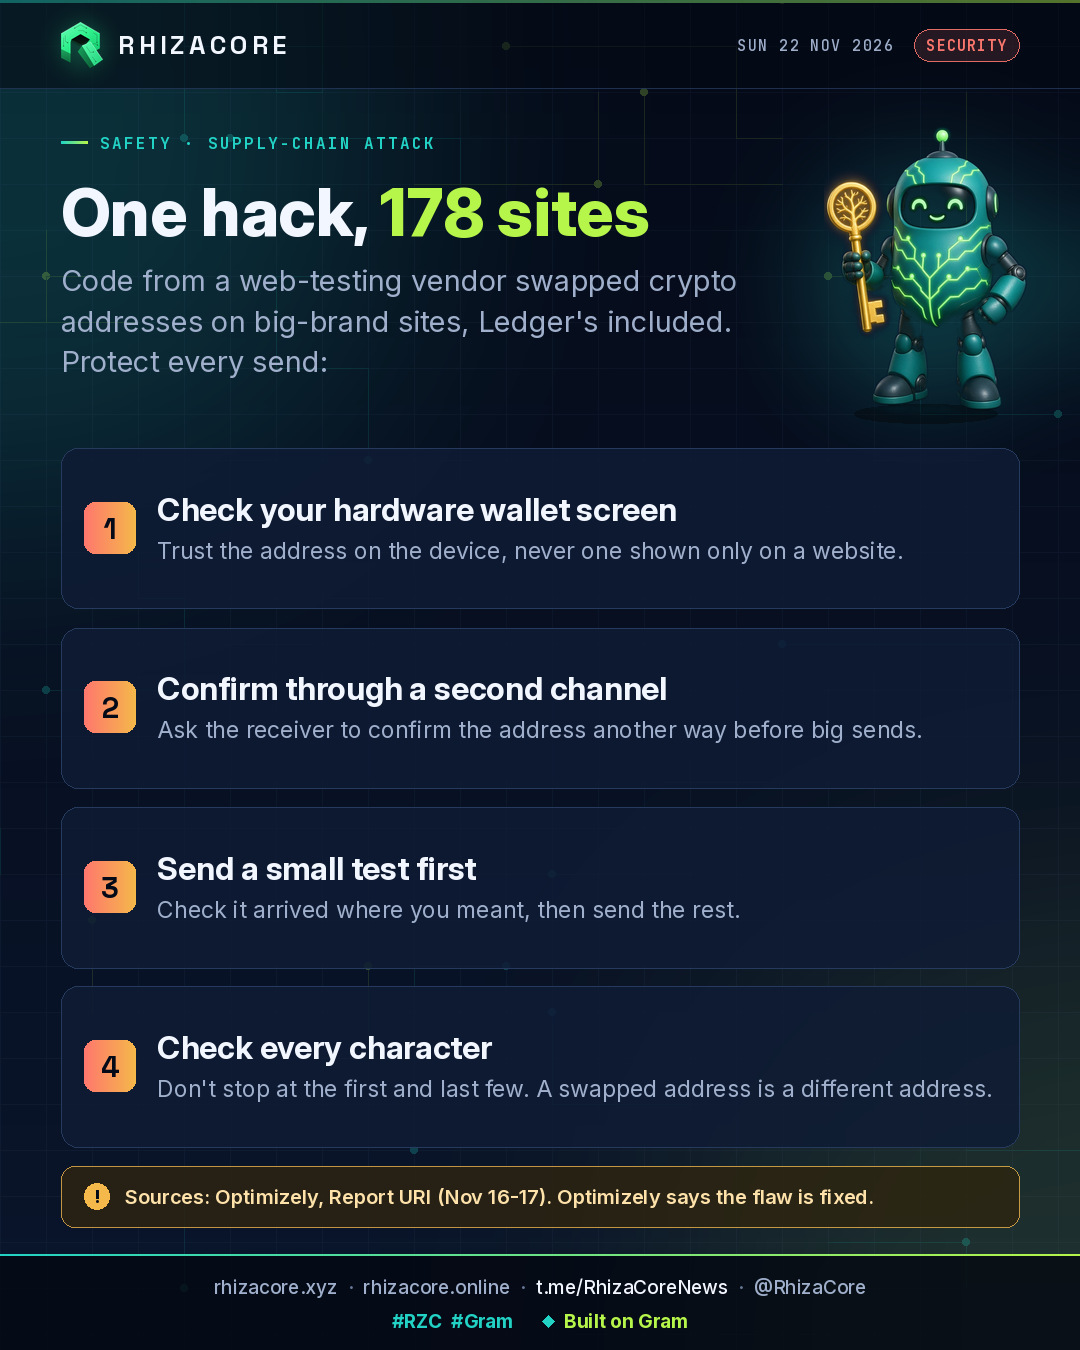 RHIZACORE
SUN 22 NOV 2026
SECURITY
SAFETY · SUPPLY-CHAIN ATTACK
One hack, 178 sites
Code from a web-testing vendor swapped crypto
addresses on big-brand sites, Ledger's included.
Protect every send:
1
Check your hardware wallet screen
Trust the address on the device, never one shown only on a website.
2
Confirm through a second channel
Ask the receiver to confirm the address another way before big sends.
3
Send a small test first
Check it arrived where you meant, then send the rest.
4
Check every character
Don't stop at the first and last few. A swapped address is a different address.
! Sources: Optimizely, Report URI (Nov 16-17). Optimizely says the flaw is fixed.
rhizacore.xyz · rhizacore.online · t.me/RhizaCoreNews · @RhizaCore
#RZC #Gram ◆ Built on Gram